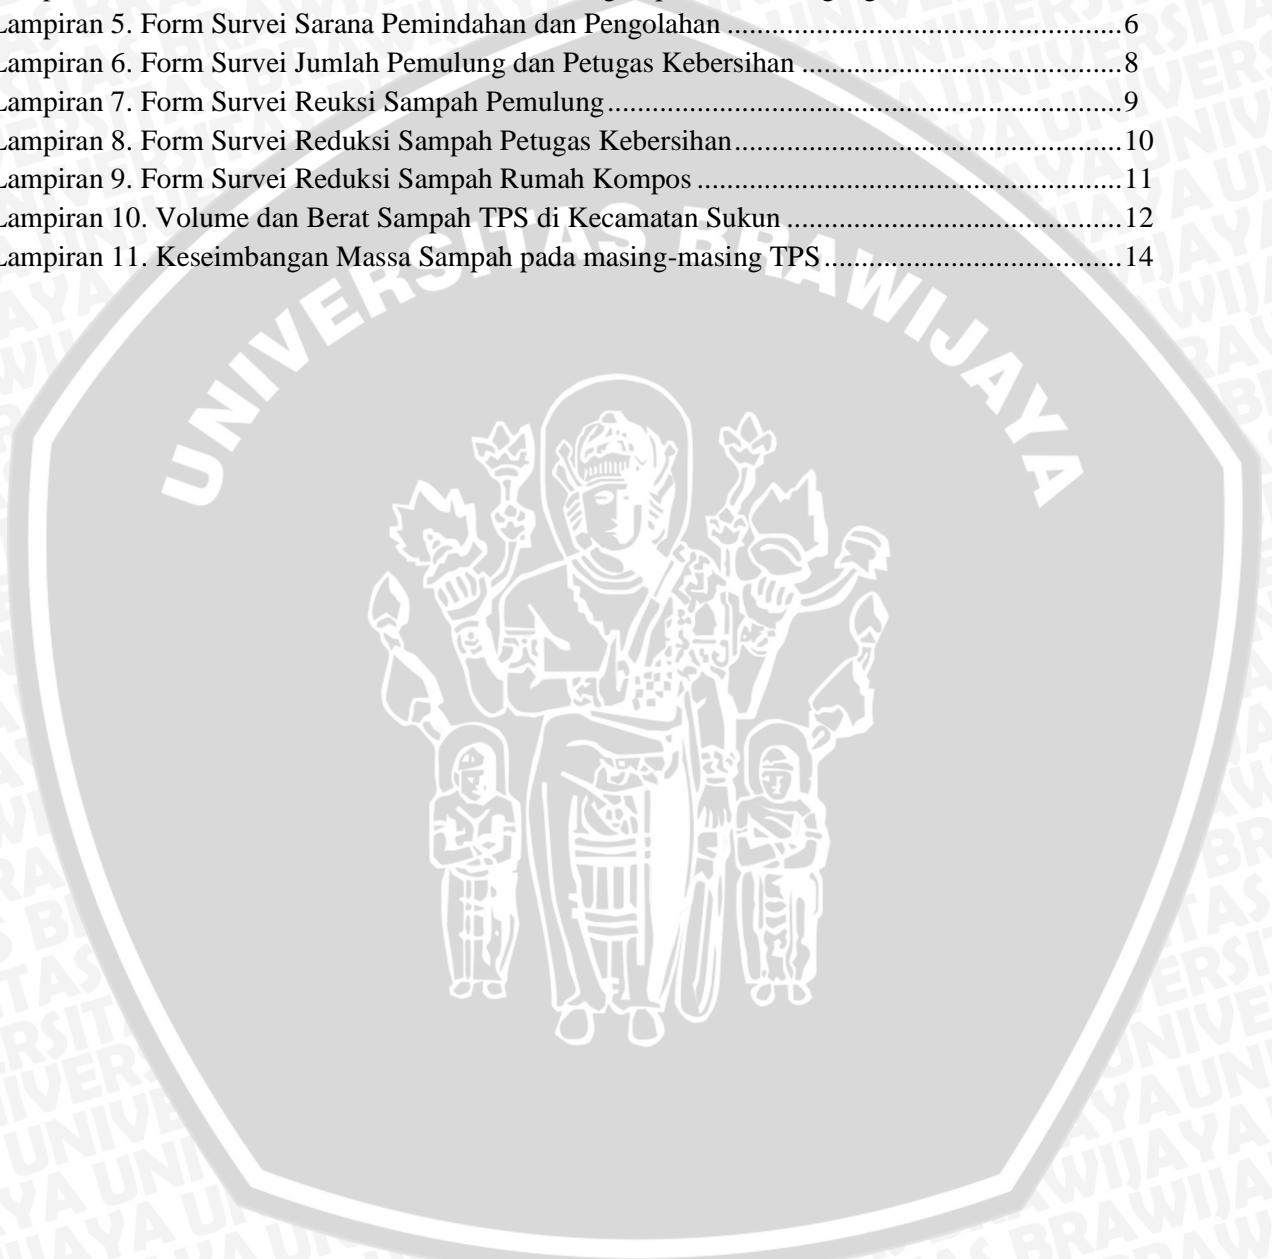 Lampiran 5. Form Survei Sarana Pemindahan dan Pengolahan ................................................ 6
Lampiran 6. Form Survei Jumlah Pemulung dan Petugas Kebersihan ........................................ 8
Lampiran 7. Form Survei Reuksi Sampah Pemulung ................................................................ 9
Lampiran 8. Form Survei Reduksi Sampah Petugas Kebersihan ................................................ 10
Lampiran 9. Form Survei Reduksi Sampah Rumah Kompos ..................................................... 11
Lampiran 10. Volume dan Berat Sampah TPS di Kecamatan Sukun .......................................... 12
Lampiran 11. Keseimbangan Massa Sampah pada masing-masing TPS ..................................... 14
UNIVERSITAS BRAWIJAYA